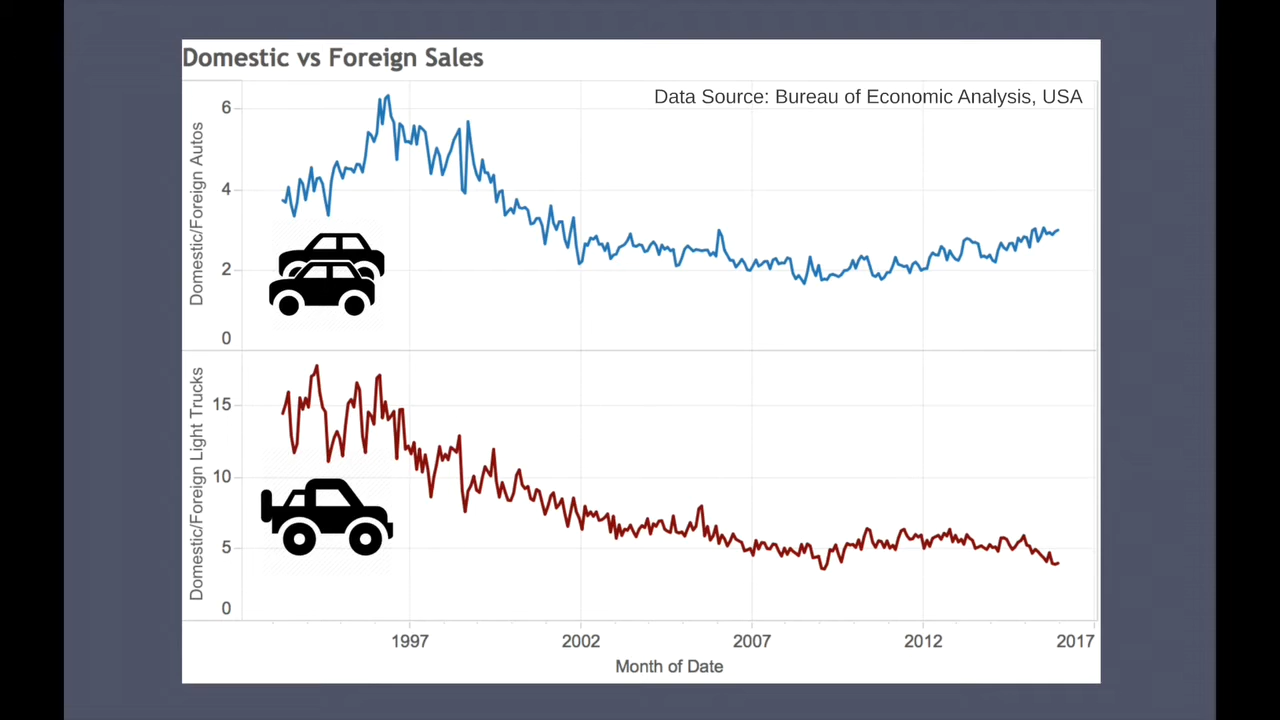 Domestic vs Foreign Sales
Data Source: Bureau of Economic Analysis, USA
Domestic/Foreign Autos
6
4
2
0
Domestic/Foreign Light Trucks
15
10
5
0
1997 2002 2007 2012 2017
Month of Date